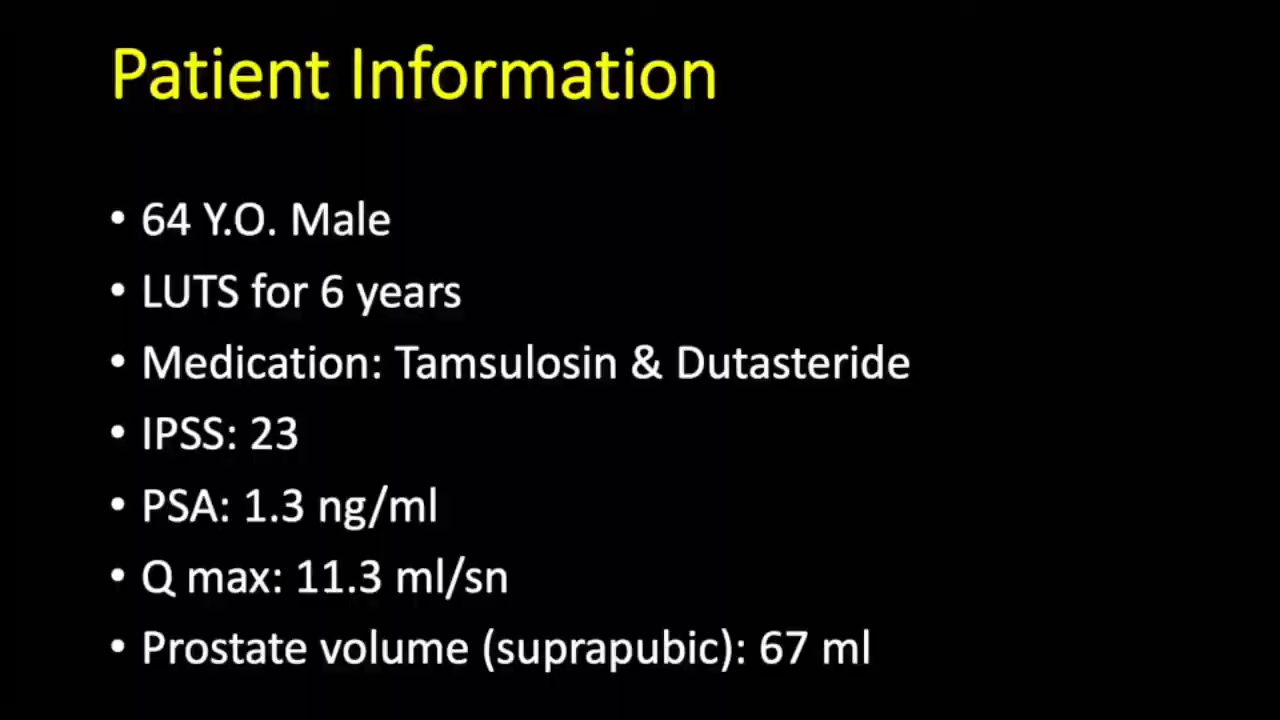 Patient Information
• 64 Y.O. Male
• LUTS for 6 years
• Medication: Tamsulosin & Dutasteride
• IPSS: 23
• PSA: 1.3 ng/ml
• Q max: 11.3 ml/sn
• Prostate volume (suprapubic): 67 ml